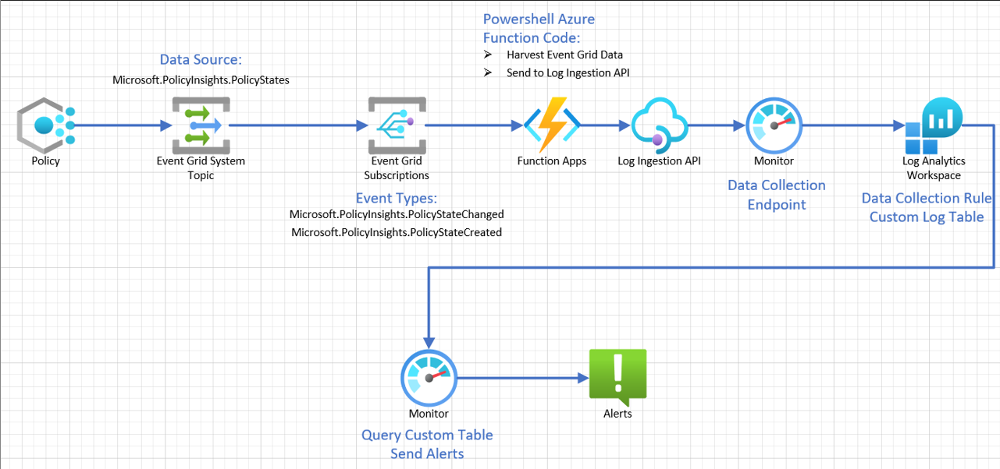 Powershell Azure
Function Code:
➢ Harvest Event Grid Data
➢ Send to Log Ingestion API
Data Source:
Microsoft.PolicyInsights.PolicyStates
Policy
Event Grid System
Topic
Event Grid
Subscriptions
Function Apps
Log Ingestion API
Monitor
Log Analytics
Workspace
Event Types:
Microsoft.PolicyInsights.PolicyStateChanged
Microsoft.PolicyInsights.PolicyStateCreated
Data Collection
Endpoint
Data Collection Rule
Custom Log Table
Monitor
Query Custom Table
Send Alerts
Alerts